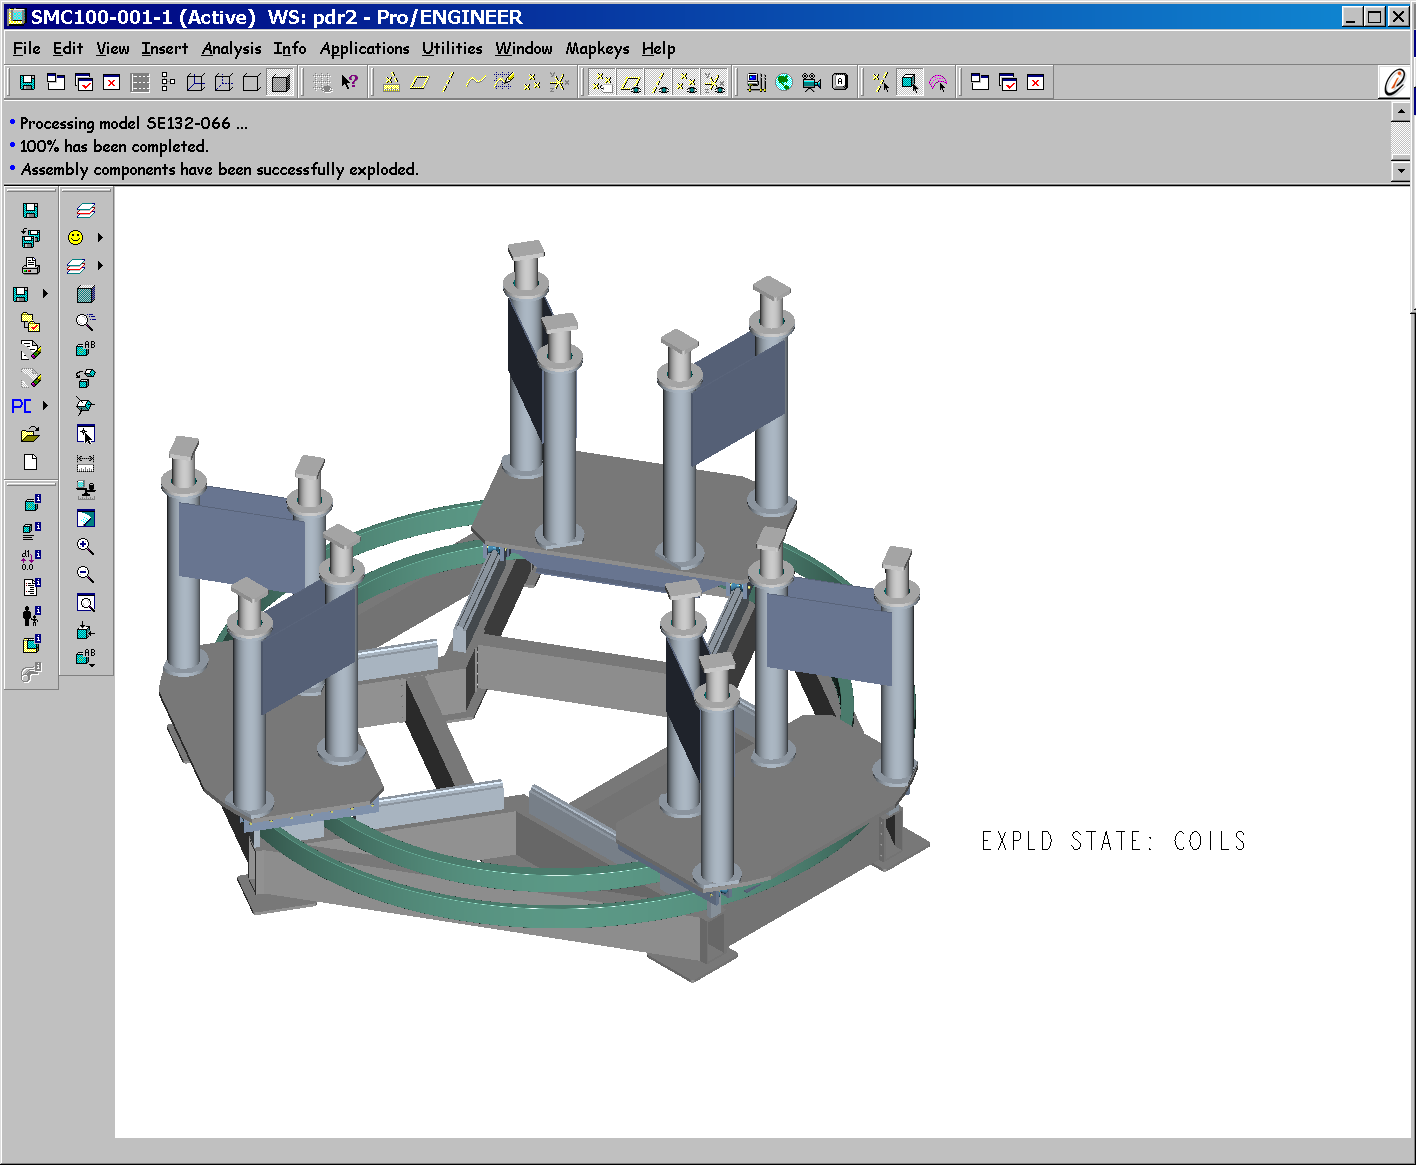 SMC100-001-1 (Active) WS: pdr2 - Pro/ENGINEER
File Edit View Insert Analysis Info Applications Utilities Window Mapkeys Help
• Processing model SE132-066 ...
• 100% has been completed.
• Assembly components have been successfully exploded.
EXPLD STATE: COILS